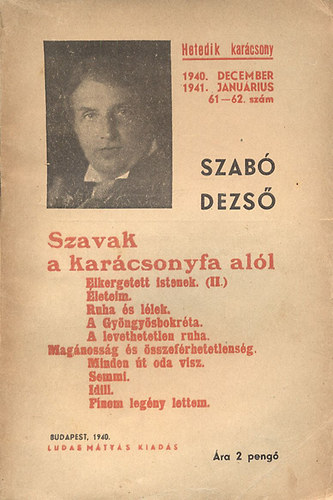 Hetedik karácsony
1940. DECEMBER
1941. JANUÁRIUS
61—62. szám
SZABÓ
DEZSŐ
Szavak
a karácsonyfa alól
Elkergetett istenek. (II.)
Életeim.
Ruha és lélek.
A Gyöngyösbokréta.
A levethetetlen ruha.
Magánosság és összeférhetetlenség.
Minden út oda visz.
Semmi.
Idill.
Finom legény lettem.
BUDAPEST, 1940.
LUDAS MÁTYÁS KIADÁS
Ára 2 pengő